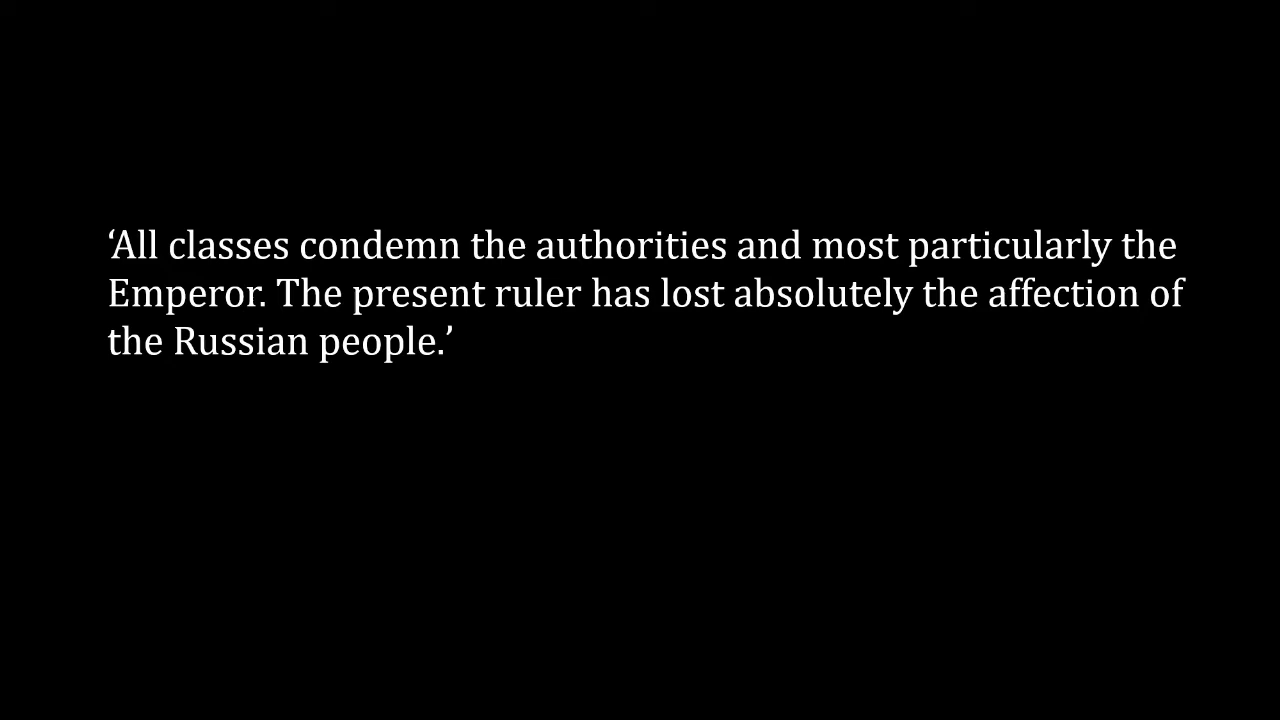 ‘All classes condemn the authorities and most particularly the
Emperor. The present ruler has lost absolutely the affection of
the Russian people.’